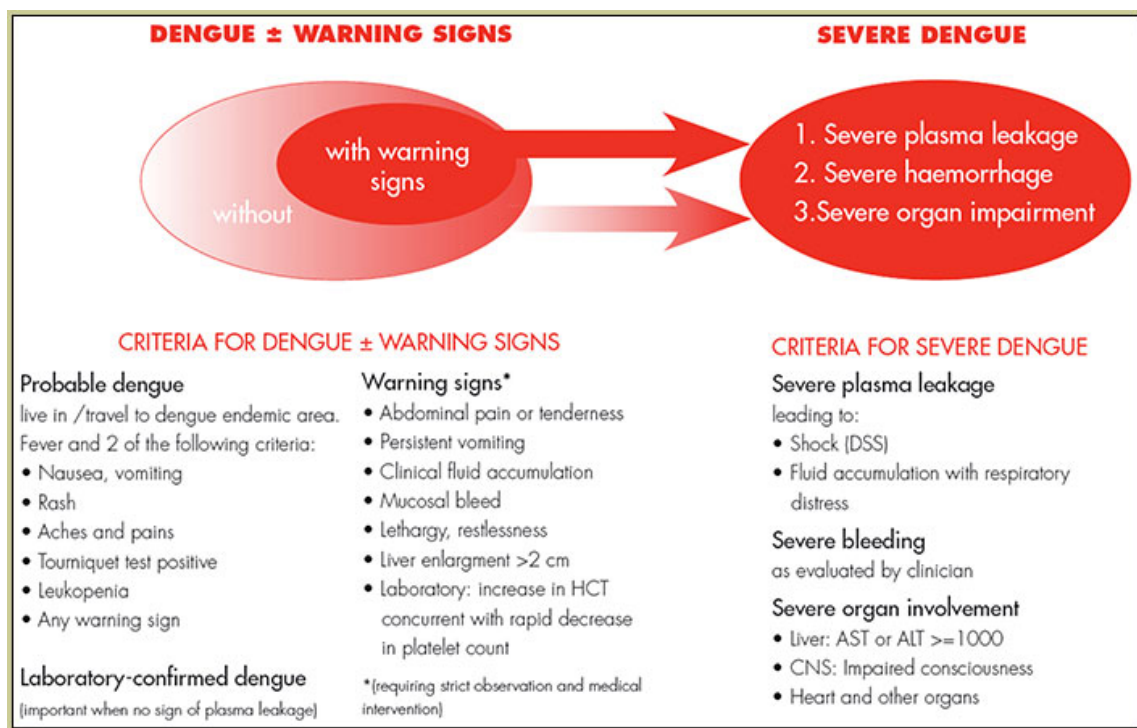 DENGUE ± WARNING SIGNS
SEVERE DENGUE
with warning
signs
without
1. Severe plasma leakage
2. Severe haemorrhage
3.Severe organ impairment
CRITERIA FOR DENGUE ± WARNING SIGNS
Probable dengue
live in /travel to dengue endemic area.
Fever and 2 of the following criteria:
• Nausea, vomiting
• Rash
• Aches and pains
• Tourniquet test positive
• Leukopenia
• Any warning sign
Laboratory-confirmed dengue
(important when no sign of plasma leakage)
Warning signs*
• Abdominal pain or tenderness
• Persistent vomiting
• Clinical fluid accumulation
• Mucosal bleed
• Lethargy, restlessness
• Liver enlargment >2 cm
• Laboratory: increase in HCT
concurrent with rapid decrease
in platelet count
*(requiring strict observation and medical
intervention)
CRITERIA FOR SEVERE DENGUE
Severe plasma leakage
leading to:
• Shock (DSS)
• Fluid accumulation with respiratory
distress
Severe bleeding
as evaluated by clinician
Severe organ involvement
• Liver: AST or ALT >=1000
• CNS: Impaired consciousness
• Heart and other organs